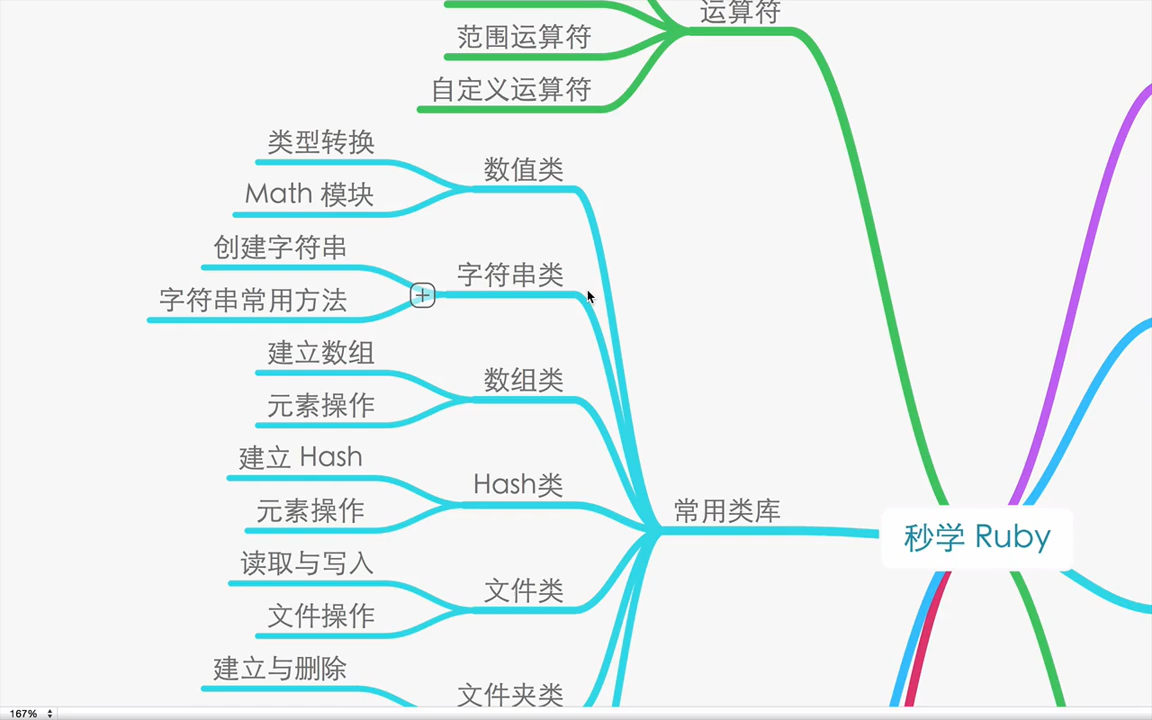 运算符
范围运算符
自定义运算符
类型转换
数值类
Math 模块
创建字符串
字符串类
字符串常用方法
建立数组
数组类
元素操作
建立 Hash
Hash类
元素操作
常用类库
秒学 Ruby
读取与写入
文件类
文件操作
建立与删除
文件夹类
167%